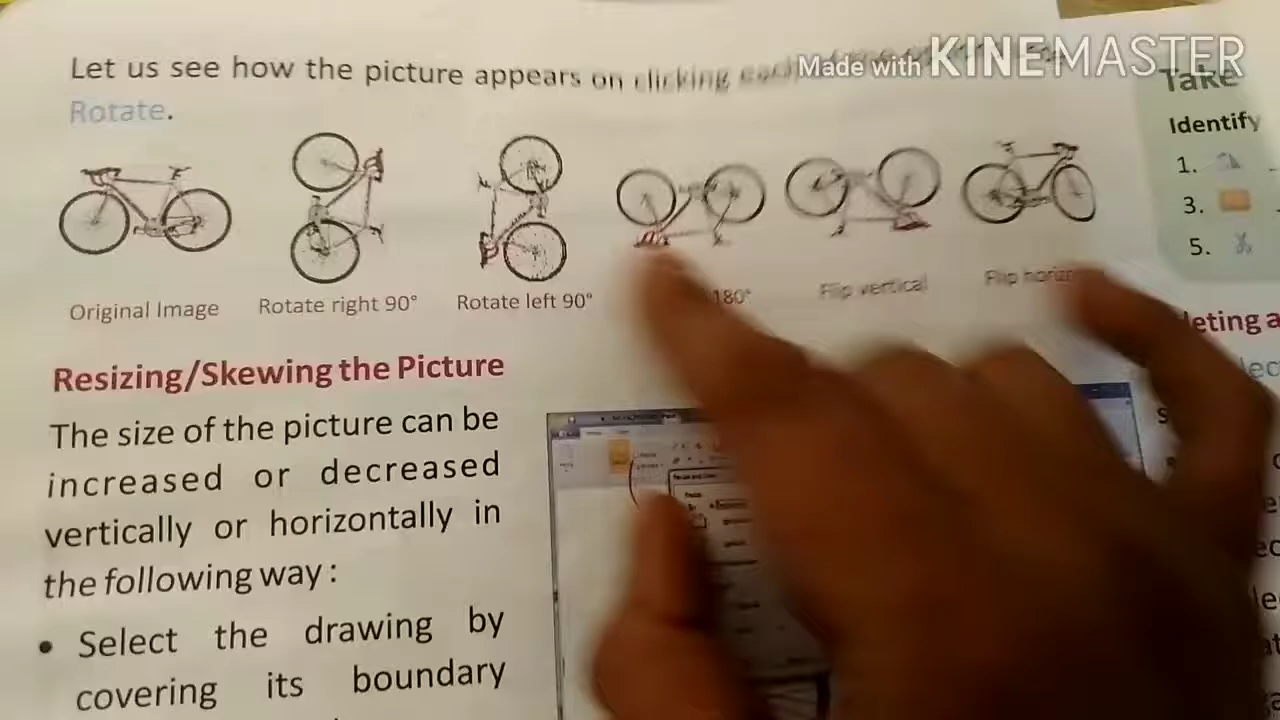 Let us see how the picture appears on clicking
Made with KINEMASTER
Rotate.
Original Image
Rotate right 90°
Rotate left 90°
180°
Flip vertical
Flip
Resizing/Skewing the Picture
The size of the picture can be
increased or decreased
vertically or horizontally in
the following way :
• Select the drawing by
covering its boundary
Take
Identify
1.
3.
5.